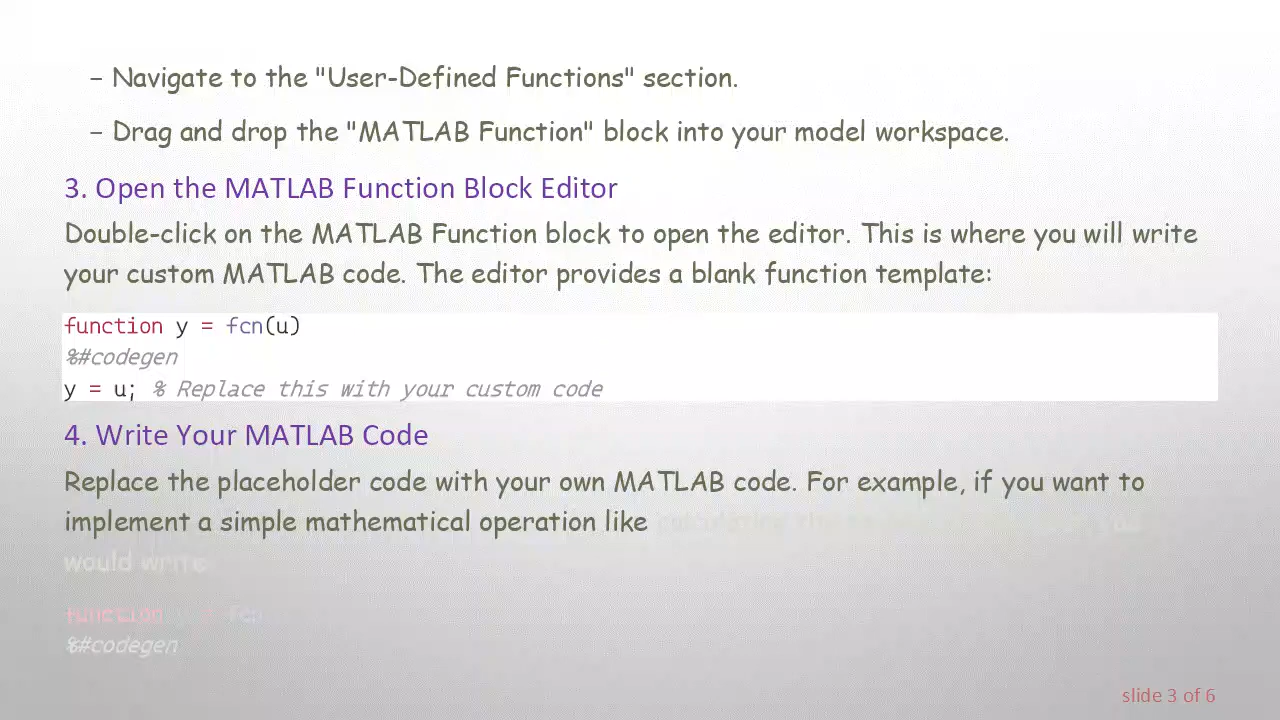 – Navigate to the "User-Defined Functions" section.
– Drag and drop the "MATLAB Function" block into your model workspace.
3. Open the MATLAB Function Block Editor
Double-click on the MATLAB Function block to open the editor. This is where you will write
your custom MATLAB code. The editor provides a blank function template:
function y = fcn(u)
%#codegen
y = u; % Replace this with your custom code
4. Write Your MATLAB Code
Replace the placeholder code with your own MATLAB code. For example, if you want to
implement a simple mathematical operation like
would write
function y = fcn
%#codegen
slide 3 of 6